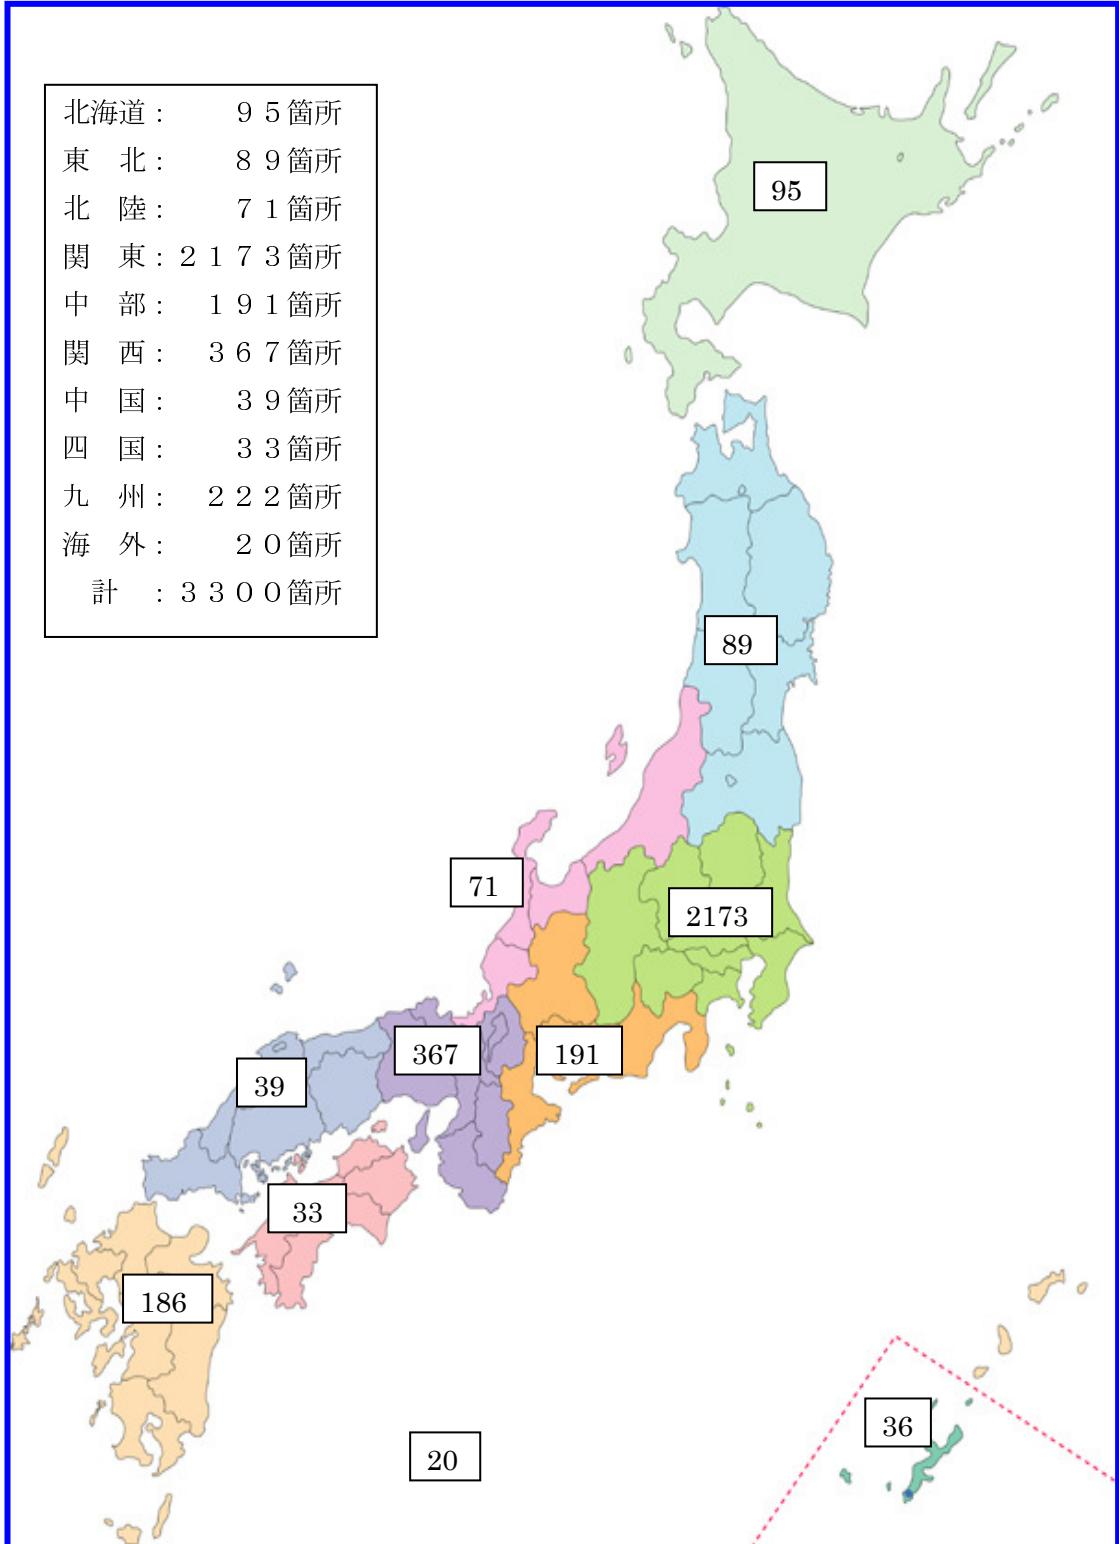 北海道：　　９５箇所
東　北：　　８９箇所
北　陸：　　７１箇所
関　東：２１７３箇所
中　部：　１９１箇所
関　西：　３６７箇所
中　国：　　３９箇所
四　国：　　３３箇所
九　州：　２２２箇所
海　外：　　２０箇所
計　：３３００箇所
95
89
71
2173
367
191
39
33
186
36
20